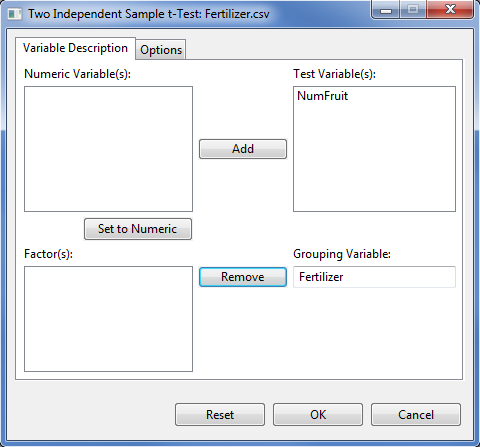 Two Independent Sample t-Test: Fertilizer.csv
Variable Description
Options
Numeric Variable(s):
Test Variable(s):
NumFruit
Add
Set to Numeric
Factor(s):
Grouping Variable:
Remove
Fertilizer
Reset
OK
Cancel